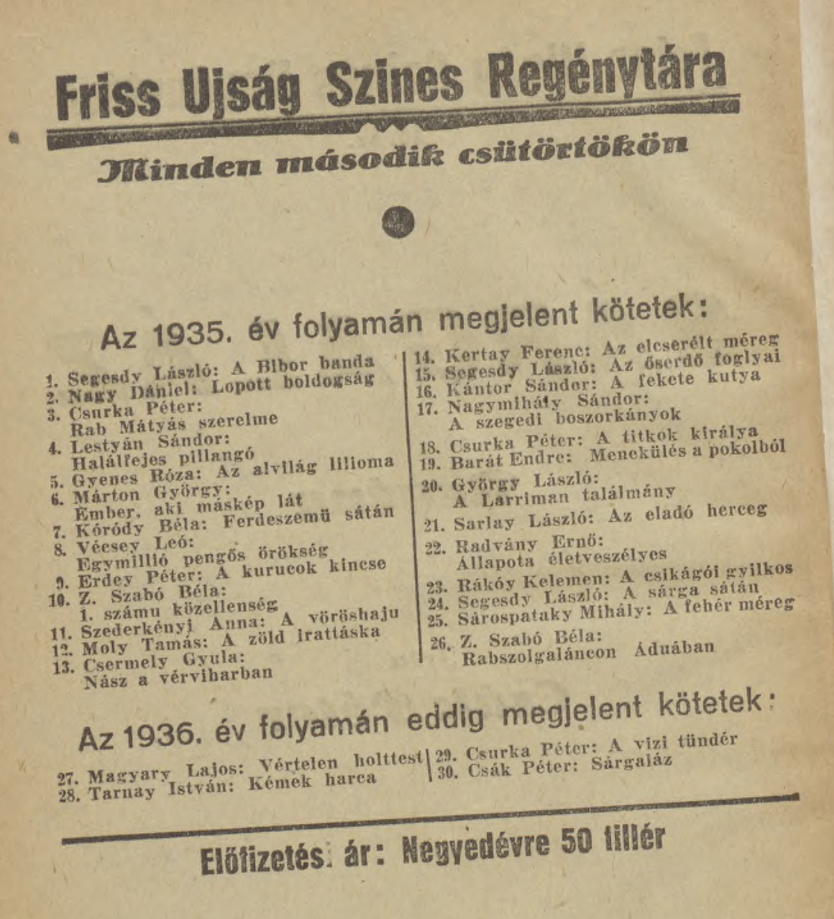 Friss Ujság Szines Regénytára
Minden második csütörtökön
Az 1935. év folyamán megjelent kötetek:
1. Segesdy László: A Bibor banda
2. Nagy Dániel: Lopott boldogság
3. Csurka Péter:
Rab Mátyás szerelme
4. Lestyán Sándor:
Halálfejes pillangó
5. Gyenes Róza: Az alvilág lilioma
6. Márton György:
Ember, aki máskép lát
7. Kóródy Béla: Ferdeszemü sátán
8. Vécsey Leó:
Egymillió pengős örökség
9. Erdey Péter: A kurucok kincse
10. Z. Szabó Béla:
1. számu közellenség
11. Szederkényi Anna: A vöröshaju
12. Moly Tamás: A zöld irattáska
13. Csermely Gyula:
Nász a vérviharban
14. Kertay Ferenc: Az elcserélt méreg
15. Segesdy László: Az őserdő foglyai
16. Kántor Sándor: A fekete kutya
17. Nagymihály Sándor:
A szegedi boszorkányok
18. Csurka Péter: A titkok királya
19. Barát Endre: Menekülés a pokolból
20. György László:
A Larriman találmány
21. Sarlay László: Az eladó herceg
22. Radvány Ernő:
Állapota életveszélyes
23. Rákóy Kelemen: A csikágói gyilkos
24. Segesdy László: A sárga sátán
25. Sárospataky Mihály: A fehér méreg
26. Z. Szabó Béla:
Rabszolgaláncon Áduában
Az 1936. év folyamán eddig megjelent kötetek:
27. Magyary Lajos: Vértelen holttest
28. Tarnay István: Kémek harca
29. Csurka Péter: A vizi tündér
30. Csák Péter: Sárgaláz
Előfizetés. ár: Negyedévre 50 fillér